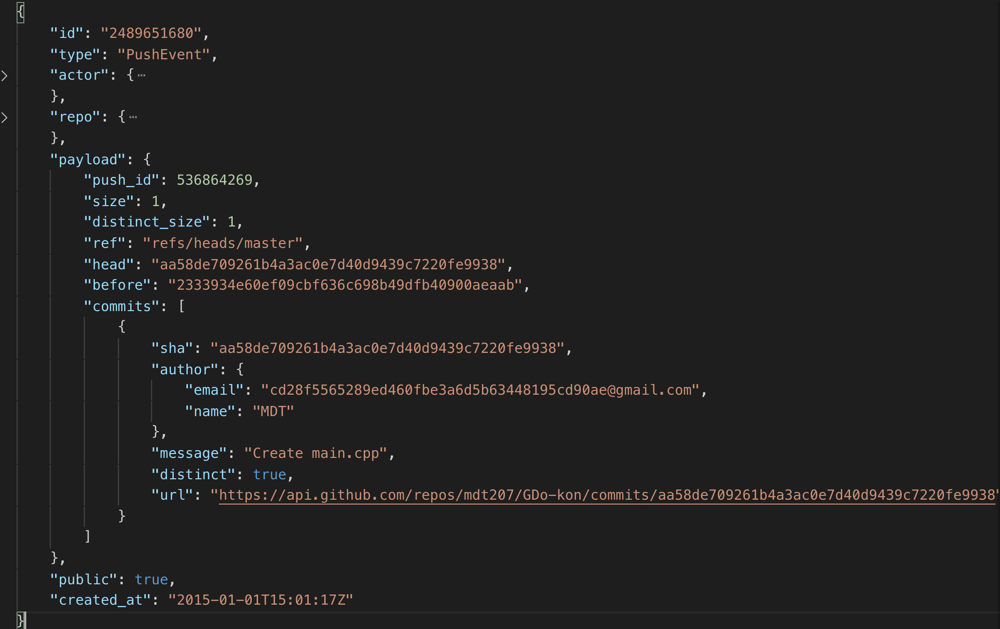 {
"id": "2489651680",
"type": "PushEvent",
"actor": {…
},
"repo": {…
},
"payload": {
"push_id": 536864269,
"size": 1,
"distinct_size": 1,
"ref": "refs/heads/master",
"head": "aa58de709261b4a3ac0e7d40d9439c7220fe9938",
"before": "2333934e60ef09cbf636c698b49dfb40900aeaab",
"commits": [
{
"sha": "aa58de709261b4a3ac0e7d40d9439c7220fe9938",
"author": {
"email": "cd28f5565289ed460fbe3a6d5b63448195cd90ae@gmail.com",
"name": "MDT"
},
"message": "Create main.cpp",
"distinct": true,
"url": "https://api.github.com/repos/mdt207/GDo-kon/commits/aa58de709261b4a3ac0e7d40d9439c7220fe9938"
}
]
},
"public": true,
"created_at": "2015-01-01T15:01:17Z"
}